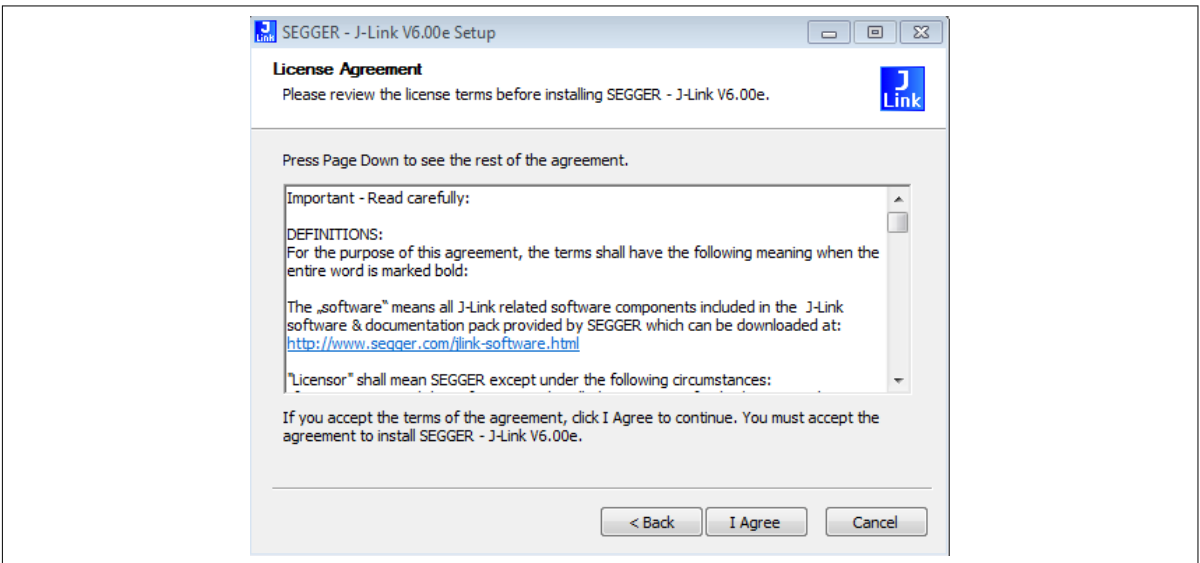 J
Link
SEGGER - J-Link V6.00e Setup
License Agreement
Please review the license terms before installing SEGGER - J-Link V6.00e.
J
Link
Press Page Down to see the rest of the agreement.
Important - Read carefully:
DEFINITIONS:
For the purpose of this agreement, the terms shall have the following meaning when the
entire word is marked bold:
The „software‟ means all J-Link related software components included in the  J-Link
software & documentation pack provided by SEGGER which can be downloaded at:
http://www.segger.com/jlink-software.html
"Licensor" shall mean SEGGER except under the following circumstances:
If you accept the terms of the agreement, click I Agree to continue. You must accept the
agreement to install SEGGER - J-Link V6.00e.
< Back
I Agree
Cancel